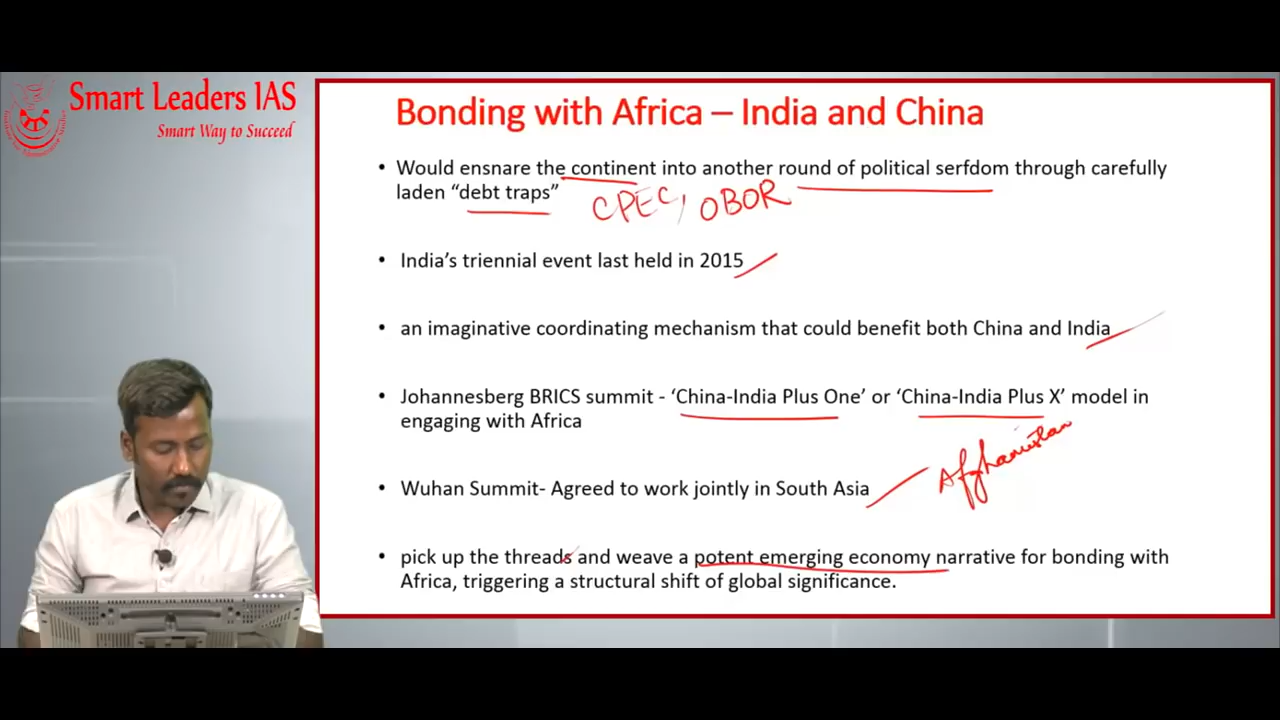 Smart Leaders IAS
Smart Way to Succeed
Bonding with Africa – India and China
• Would ensnare the continent into another round of political serfdom through carefully
laden “debt traps”
CPEC, OBOR
• India’s triennial event last held in 2015
• an imaginative coordinating mechanism that could benefit both China and India
• Johannesberg BRICS summit - ‘China-India Plus One’ or ‘China-India Plus X’ model in
engaging with Africa
Afghanistan
• Wuhan Summit- Agreed to work jointly in South Asia
• pick up the threads and weave a potent emerging economy narrative for bonding with
Africa, triggering a structural shift of global significance.